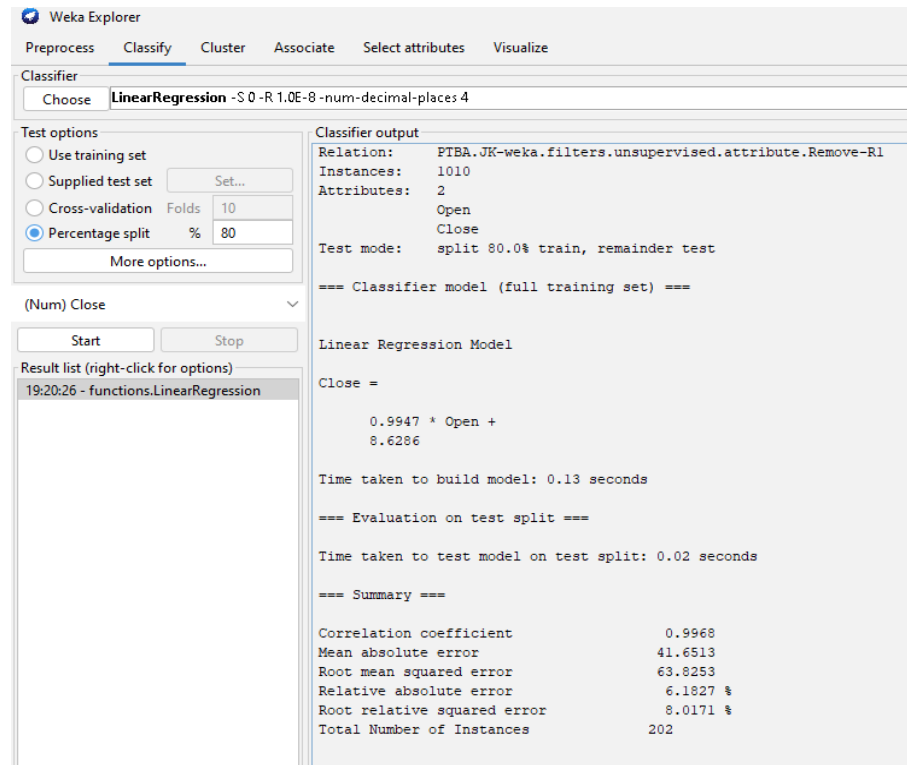 Weka Explorer
Preprocess Classify Cluster Associate Select attributes Visualize
Classifier
Choose LinearRegression -S 0 -R 1.0E-8 -num-decimal-places 4
Test options
Use training set
Supplied test set Set...
Cross-validation Folds 10
Percentage split % 80
More options...
(Num) Close
Start Stop
Result list (right-click for options)
19:20:26 - functions.LinearRegression
Classifier output
Relation: PTBA.JK-weka.filters.unsupervised.attribute.Remove-R1
Instances: 1010
Attributes: 2
Open
Close
Test mode: split 80.0% train, remainder test
=== Classifier model (full training set) ===
Linear Regression Model
Close =
0.9947 * Open +
8.6286
Time taken to build model: 0.13 seconds
=== Evaluation on test split ===
Time taken to test model on test split: 0.02 seconds
=== Summary ===
Correlation coefficient 0.9968
Mean absolute error 41.6513
Root mean squared error 63.8253
Relative absolute error 6.1827 %
Root relative squared error 8.0171 %
Total Number of Instances 202